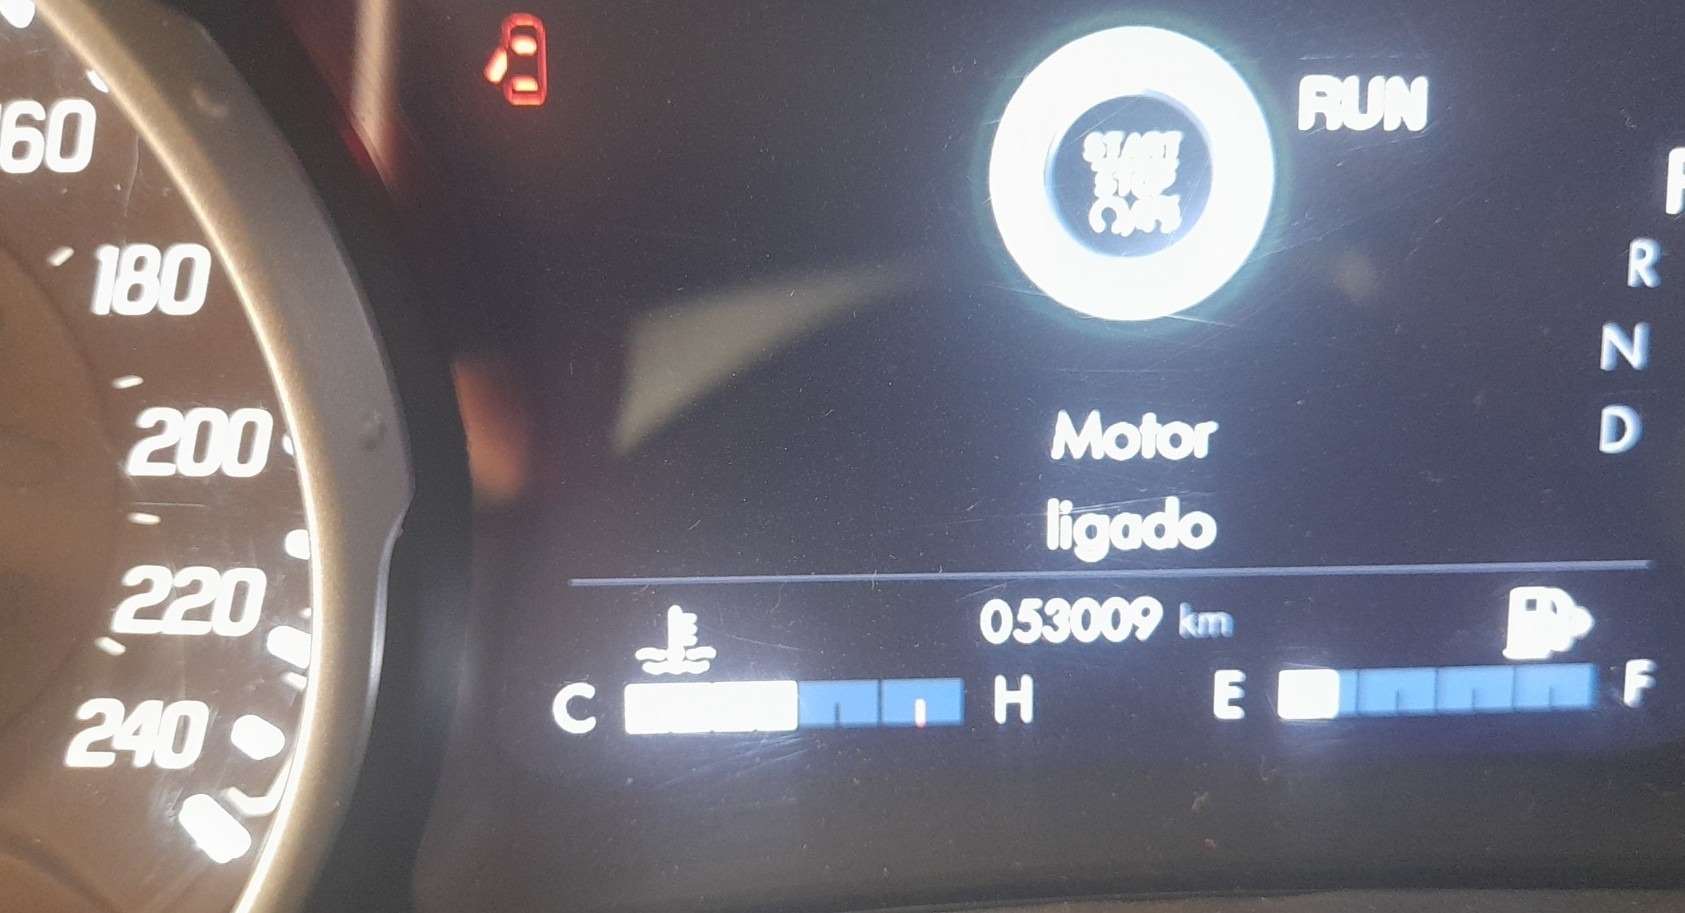 160
180
200
220
240
START
STOP
RUN
P
R
N
D
Motor
ligado
053009 km
C H E F